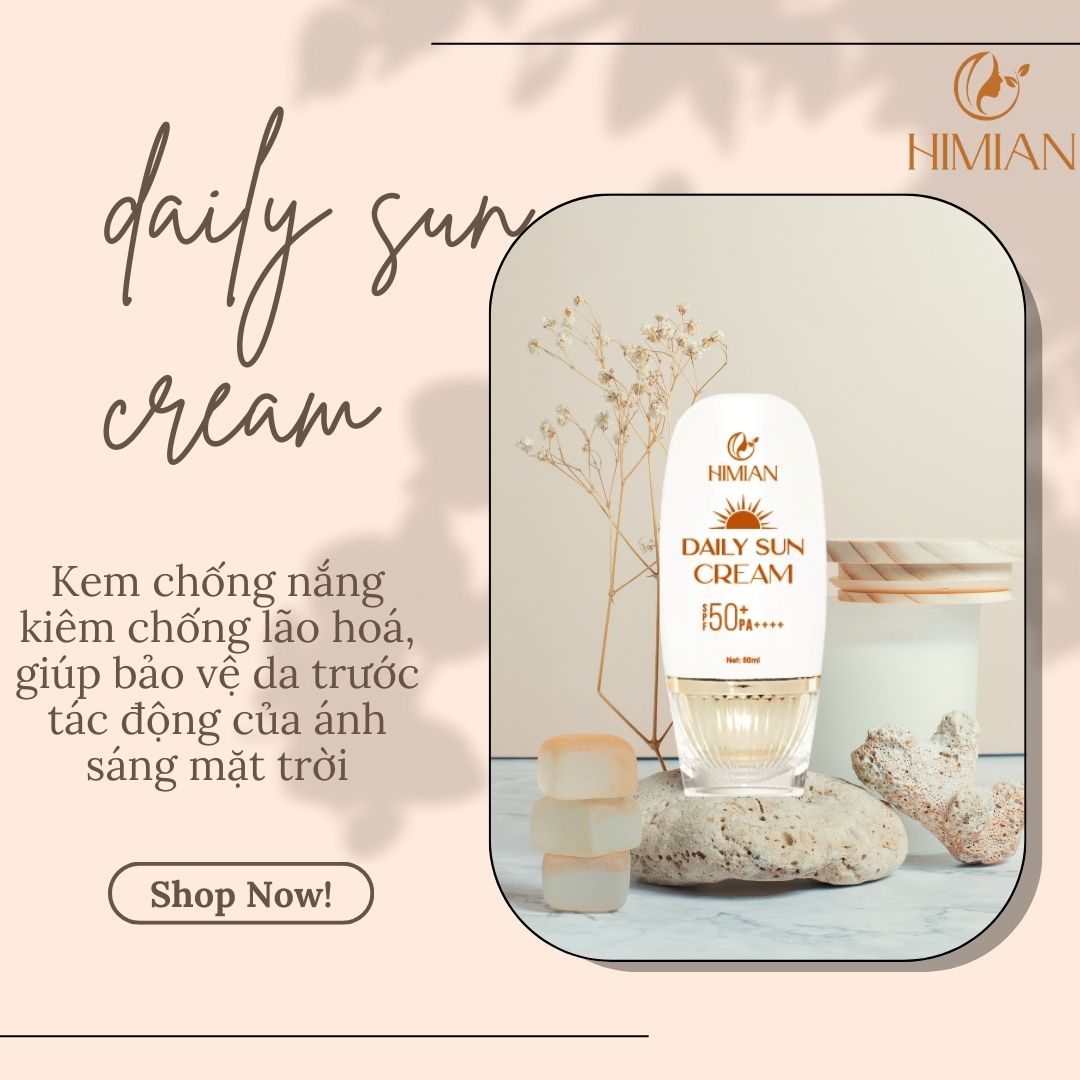 HIMIAN
daily sun
cream
HIMIAN
DAILY SUN
CREAM
SPF 50+ PA++++
Net: 50ml
Kem chống nắng
kiêm chống lão hoá,
giúp bảo vệ da trước
tác động của ánh
sáng mặt trời
Shop Now!